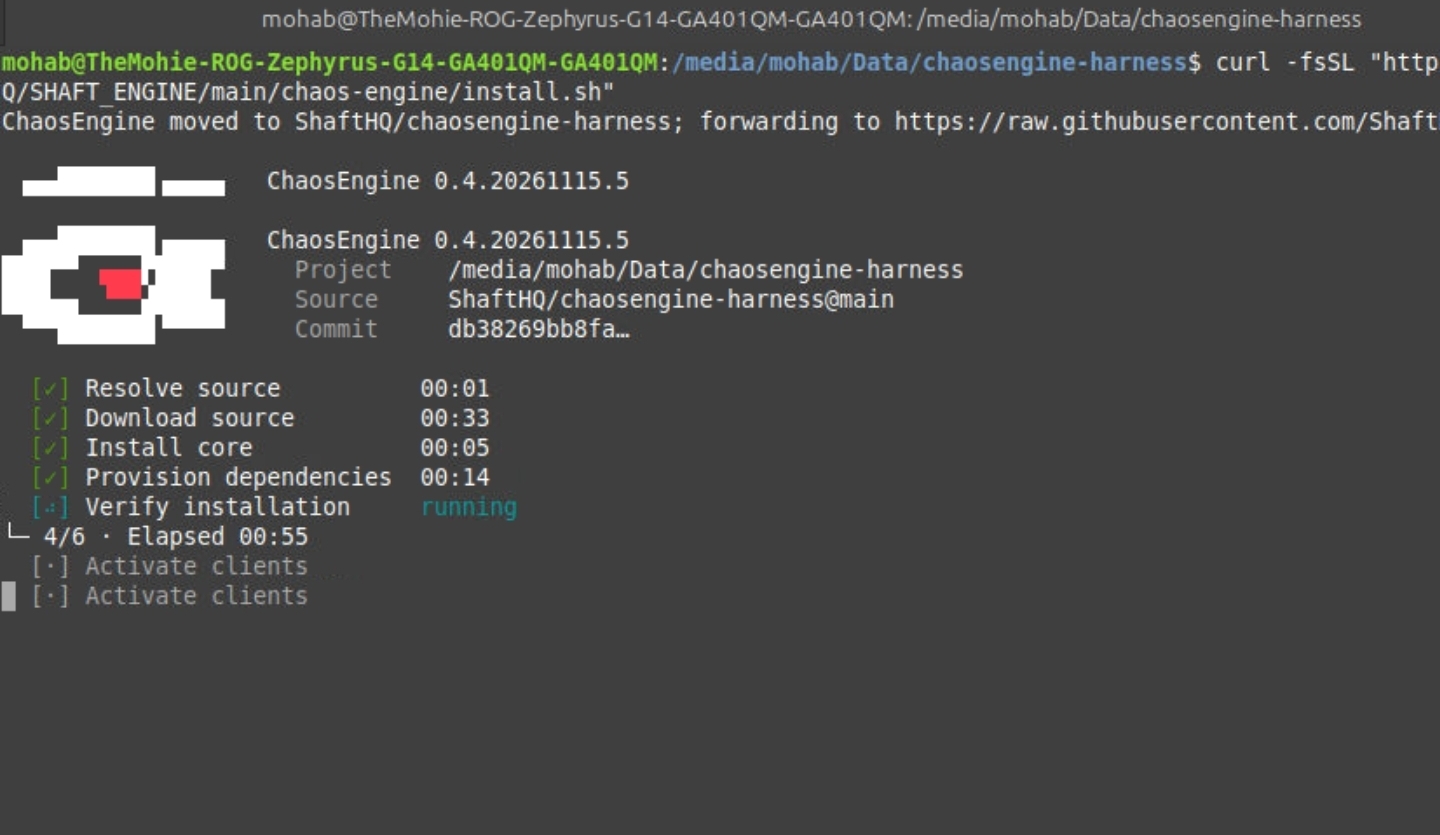 mohab@TheMohie-ROG-Zephyrus-G14-GA401QM-GA401QM: /media/mohab/Data/chaosengine-harness
mohab@TheMohie-ROG-Zephyrus-G14-GA401QM-GA401QM:/media/mohab/Data/chaosengine-harness$ curl -fsSL "http
Q/SHAFT_ENGINE/main/chaos-engine/install.sh"
ChaosEngine moved to ShaftHQ/chaosengine-harness; forwarding to https://raw.githubusercontent.com/Shaft
ChaosEngine 0.4.20261115.5
ChaosEngine 0.4.20261115.5
Project /media/mohab/Data/chaosengine-harness
Source ShaftHQ/chaosengine-harness@main
Commit db38269bb8fa…
[✓] Resolve source 00:01
[✓] Download source 00:33
[✓] Install core 00:05
[✓] Provision dependencies 00:14
[⠴] Verify installation running
└─ 4/6 · Elapsed 00:55
[·] Activate clients
[·] Activate clients